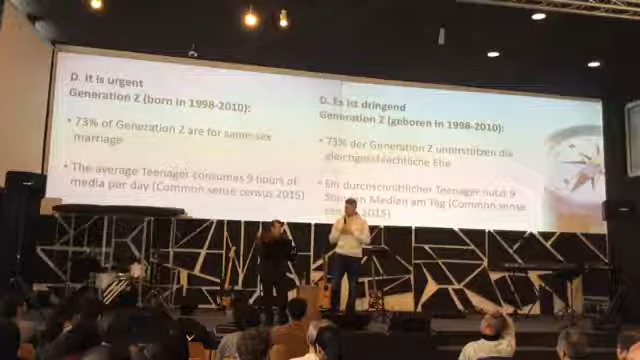 D. It is urgent
Generation Z (born in 1998-2010):
• 73% of Generation Z are for same-sex
marriage
• The average Teenager consumes 9 hours of
media per day (Common sense census 2015)
D. Es ist dringend
Generation Z (geboren in 1998-2010):
• 73% der Generation Z unterstützen die
gleichgeschlechtliche Ehe
• Ein durchschnittlicher Teenager nutzt 9
Stunden Medien am Tag (Common sense
2015)